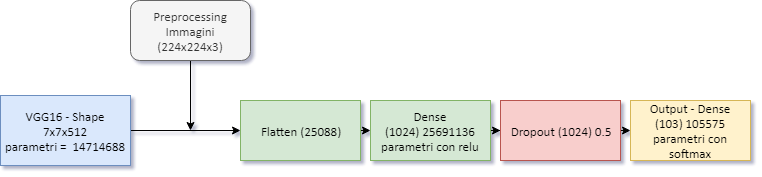 Preprocessing
Immagini
(224x224x3)
VGG16 - Shape
7x7x512
parametri = 14714688
Flatten (25088)
Dense
(1024) 25691136
parametri con relu
Dropout (1024) 0.5
Output - Dense
(103) 105575
parametri con
softmax